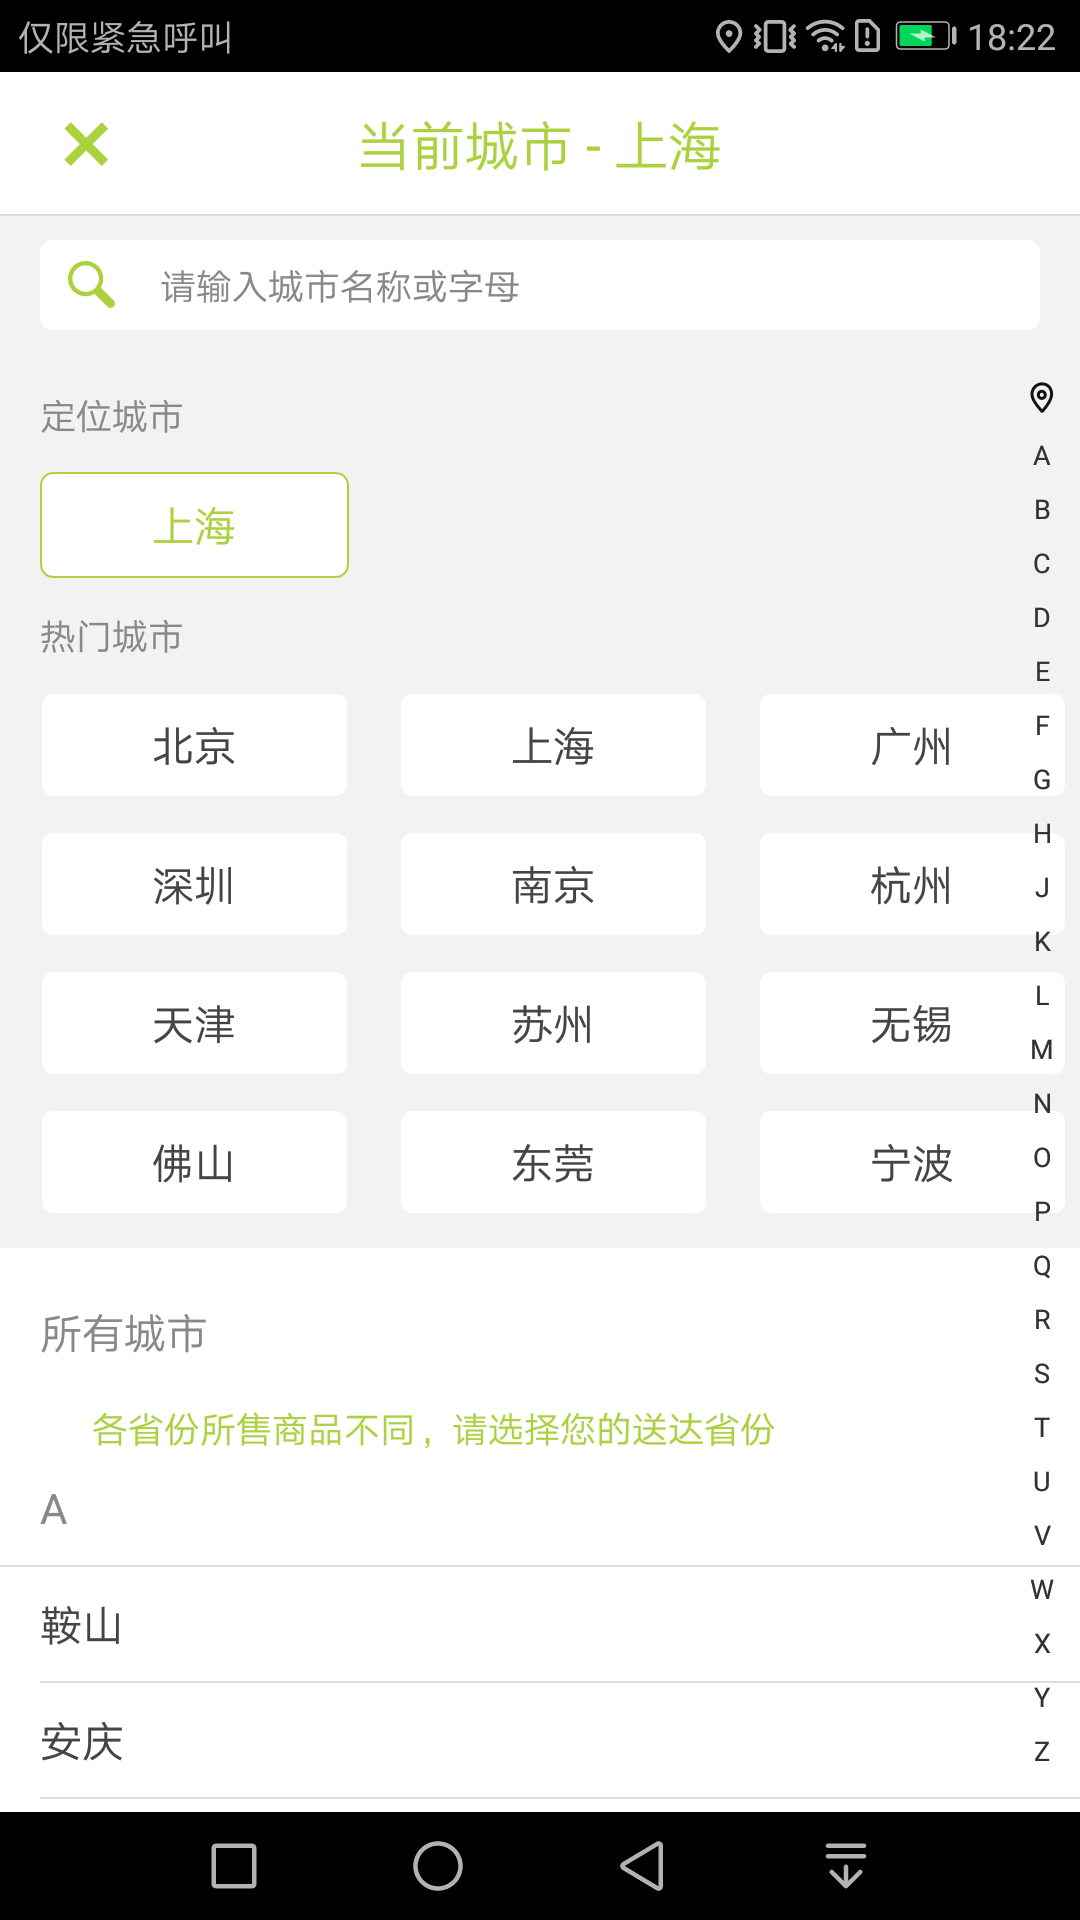 仅限紧急呼叫 18:22
当前城市 - 上海
请输入城市名称或字母
定位城市
上海
热门城市
北京 上海 广州
深圳 南京 杭州
天津 苏州 无锡
佛山 东莞 宁波
所有城市
各省份所售商品不同，请选择您的送达省份
A
鞍山
安庆
A
B
C
D
E
F
G
H
J
K
L
M
N
O
P
Q
R
S
T
U
V
W
X
Y
Z